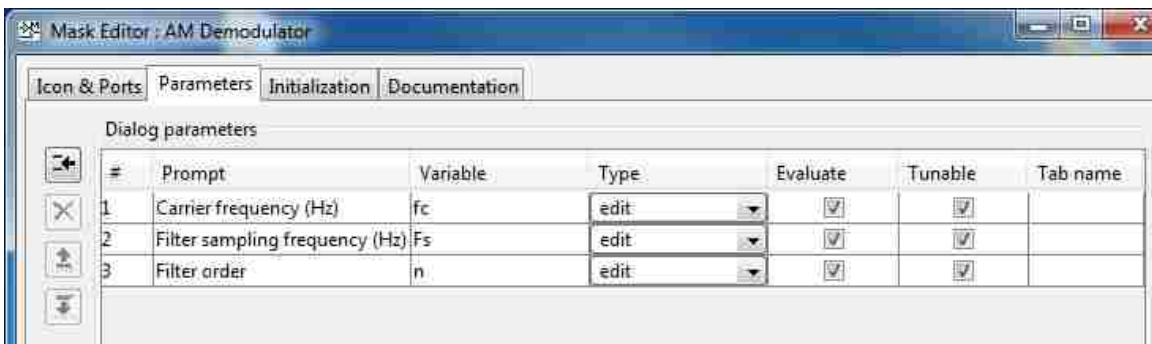 Mask Editor : AM Demodulator
Icon & Ports Parameters Initialization Documentation
Dialog parameters
# Prompt Variable Type Evaluate Tunable Tab name
1 Carrier frequency (Hz) fc edit
2 Filter sampling frequency (Hz) Fs edit
3 Filter order n edit